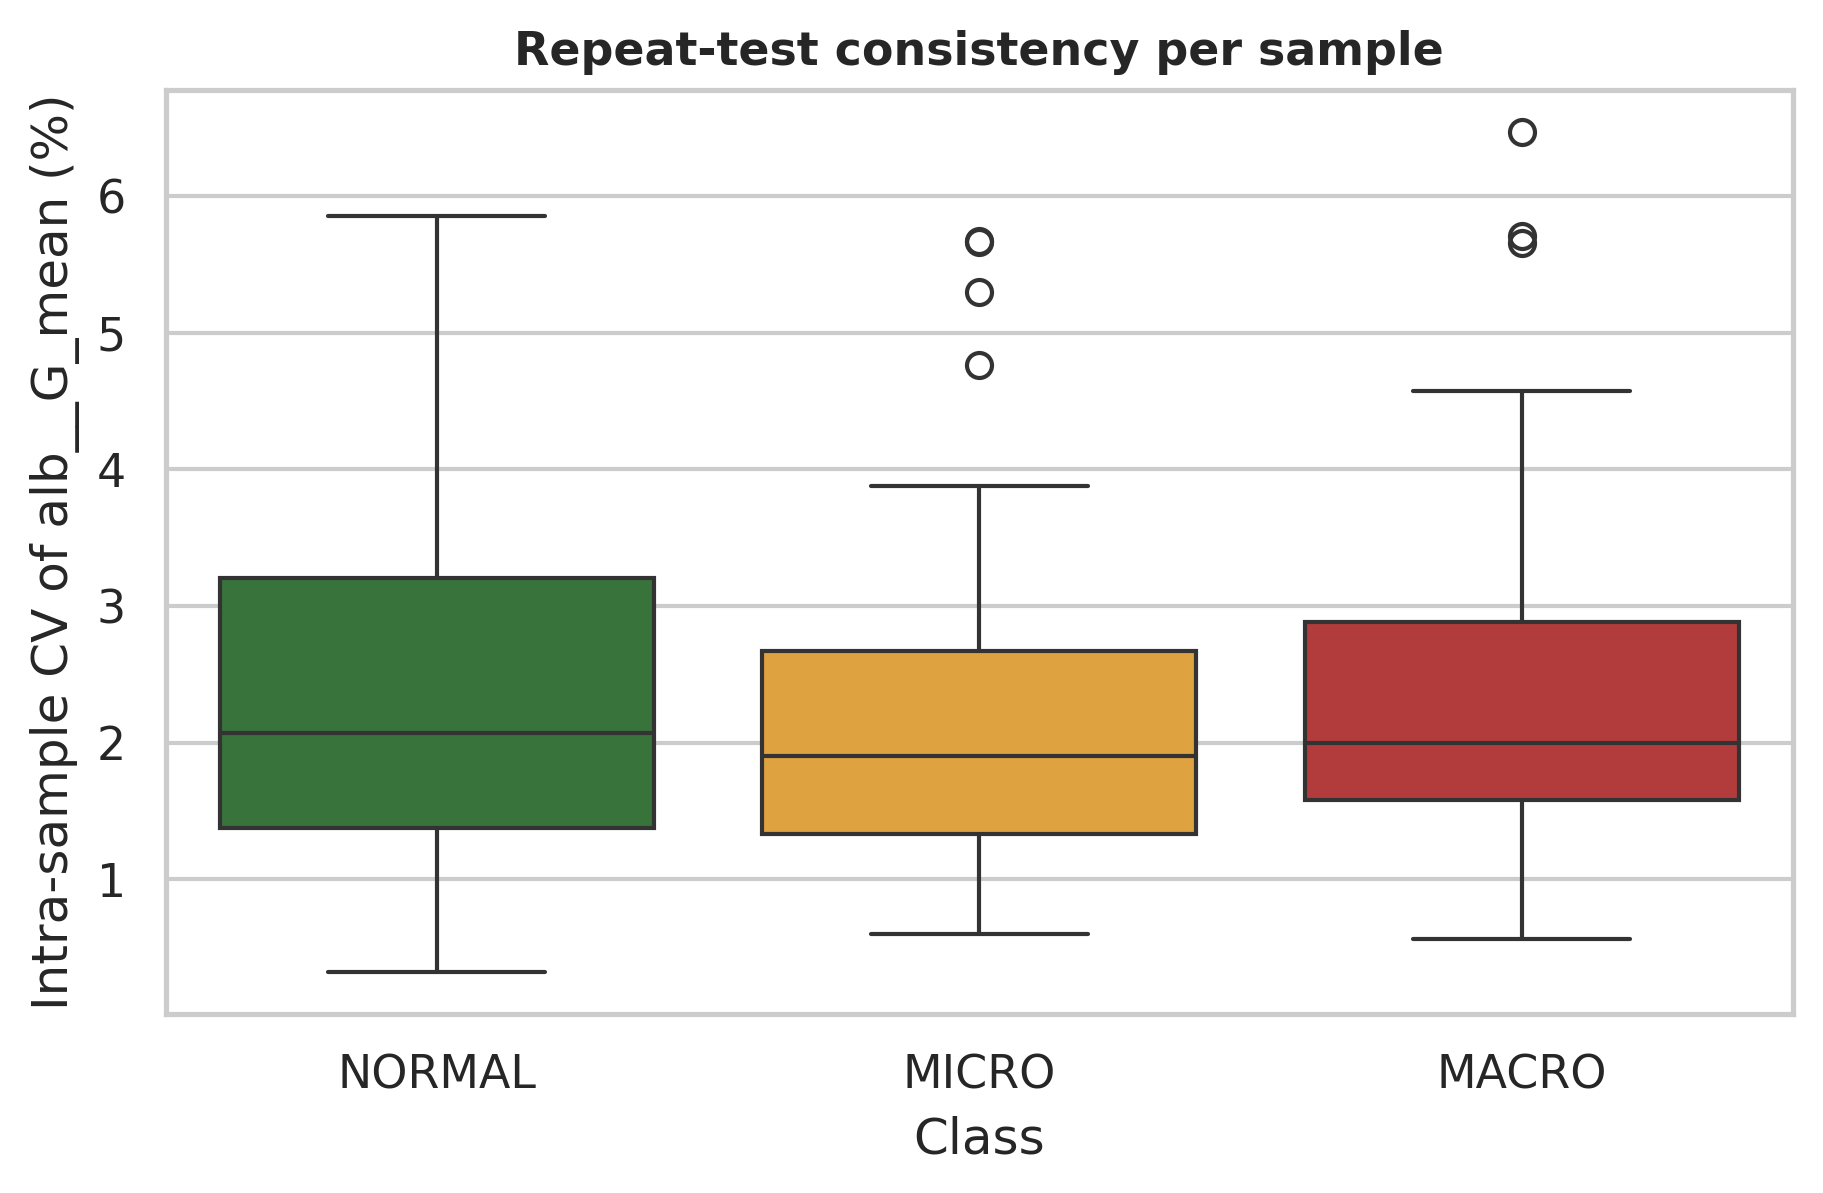 Repeat-test consistency per sample
Intra-sample CV of alb__G_mean (%)
6
5
4
3
2
1
NORMAL
MICRO
MACRO
Class